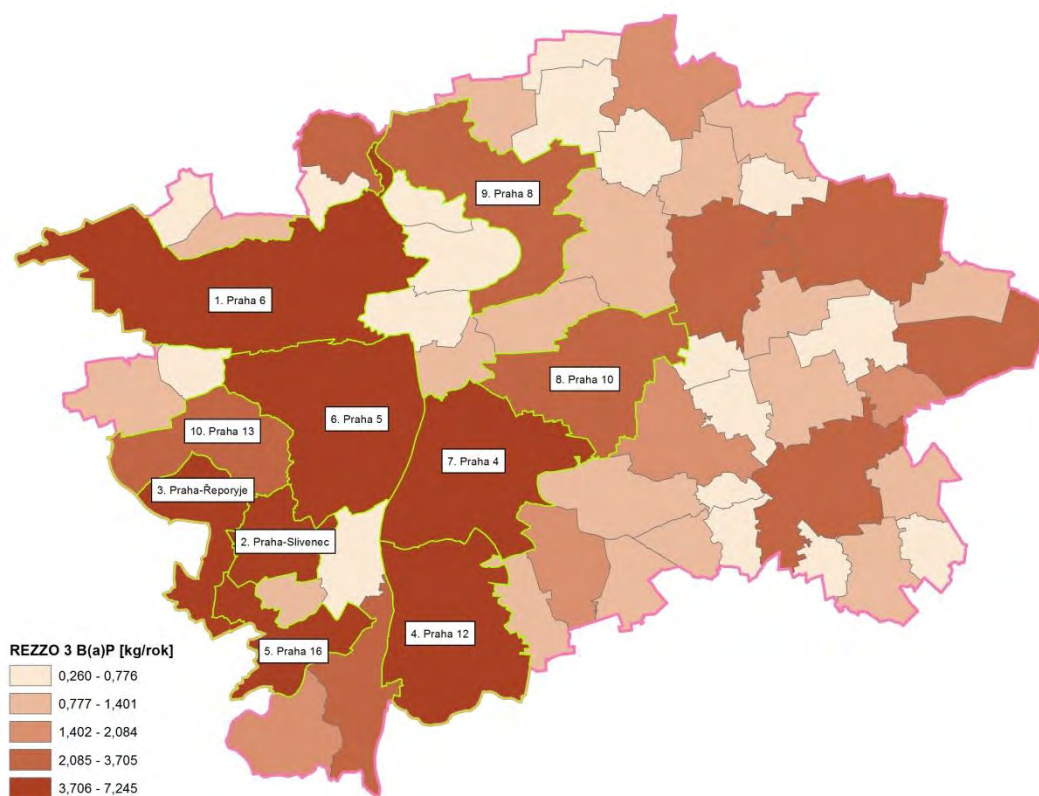 9. Praha 8
1. Praha 6
8. Praha 10
6. Praha 5
10. Praha 13
7. Praha 4
3. Praha-Řeporyje
2. Praha-Slivenec
4. Praha 12
5. Praha 16
REZZO 3 B(a)P [kg/rok]
0,260 - 0,776
0,777 - 1,401
1,402 - 2,084
2,085 - 3,705
3,706 - 7,245